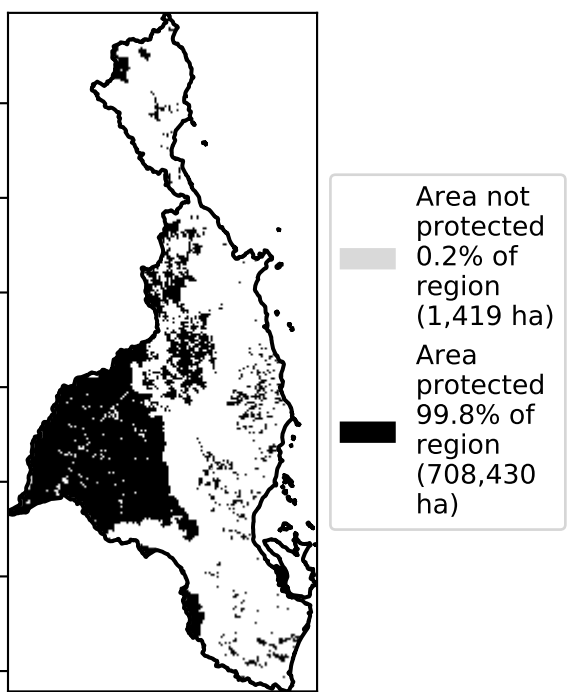 Area not
protected
0.2% of
region
(1,419 ha)
Area
protected
99.8% of
region
(708,430
ha)